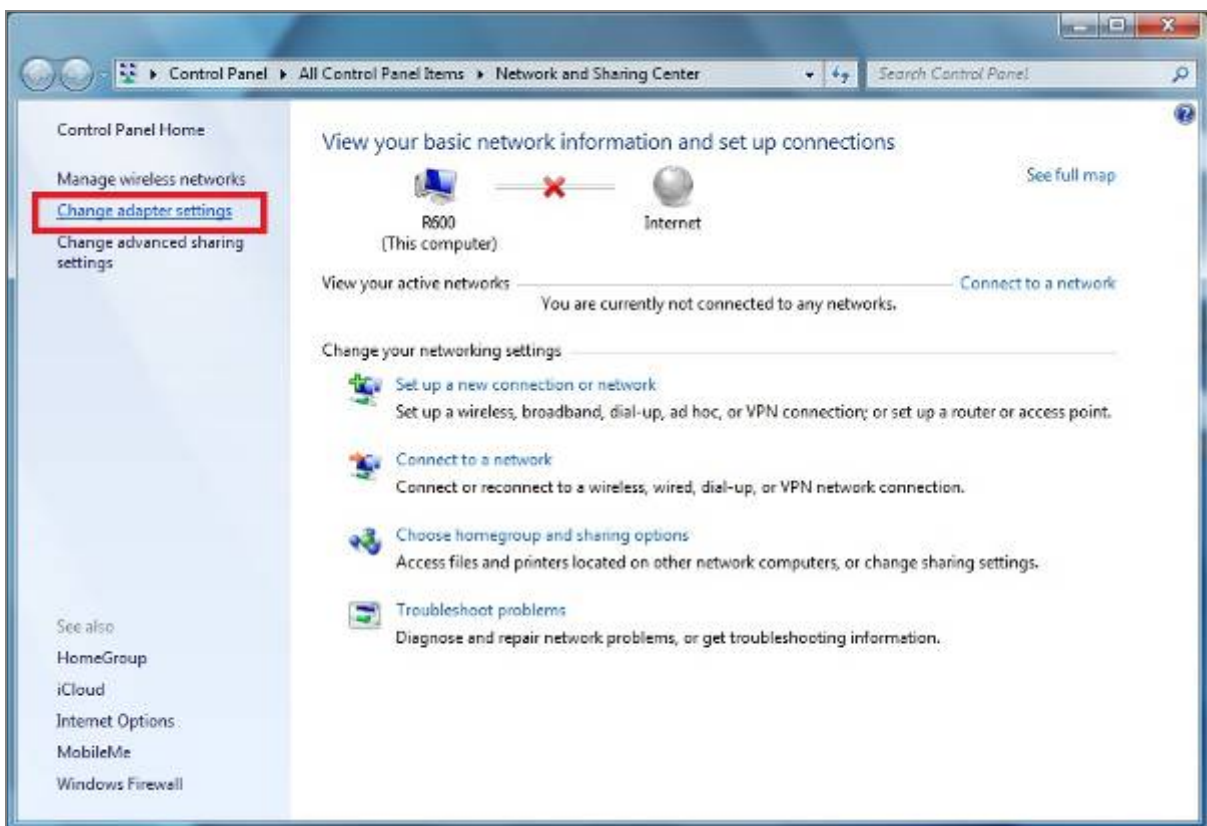 Control Panel ▸ All Control Panel Items ▸ Network and Sharing Center
Search Control Panel
Control Panel Home
Manage wireless networks
Change adapter settings
Change advanced sharing
settings
See also
HomeGroup
iCloud
Internet Options
MobileMe
Windows Firewall
View your basic network information and set up connections
See full map
R600
(This computer)
Internet
View your active networks
Connect to a network
You are currently not connected to any networks.
Change your networking settings
Set up a new connection or network
Set up a wireless, broadband, dial-up, ad hoc, or VPN connection; or set up a router or access point.
Connect to a network
Connect or reconnect to a wireless, wired, dial-up, or VPN network connection.
Choose homegroup and sharing options
Access files and printers located on other network computers, or change sharing settings.
Troubleshoot problems
Diagnose and repair network problems, or get troubleshooting information.